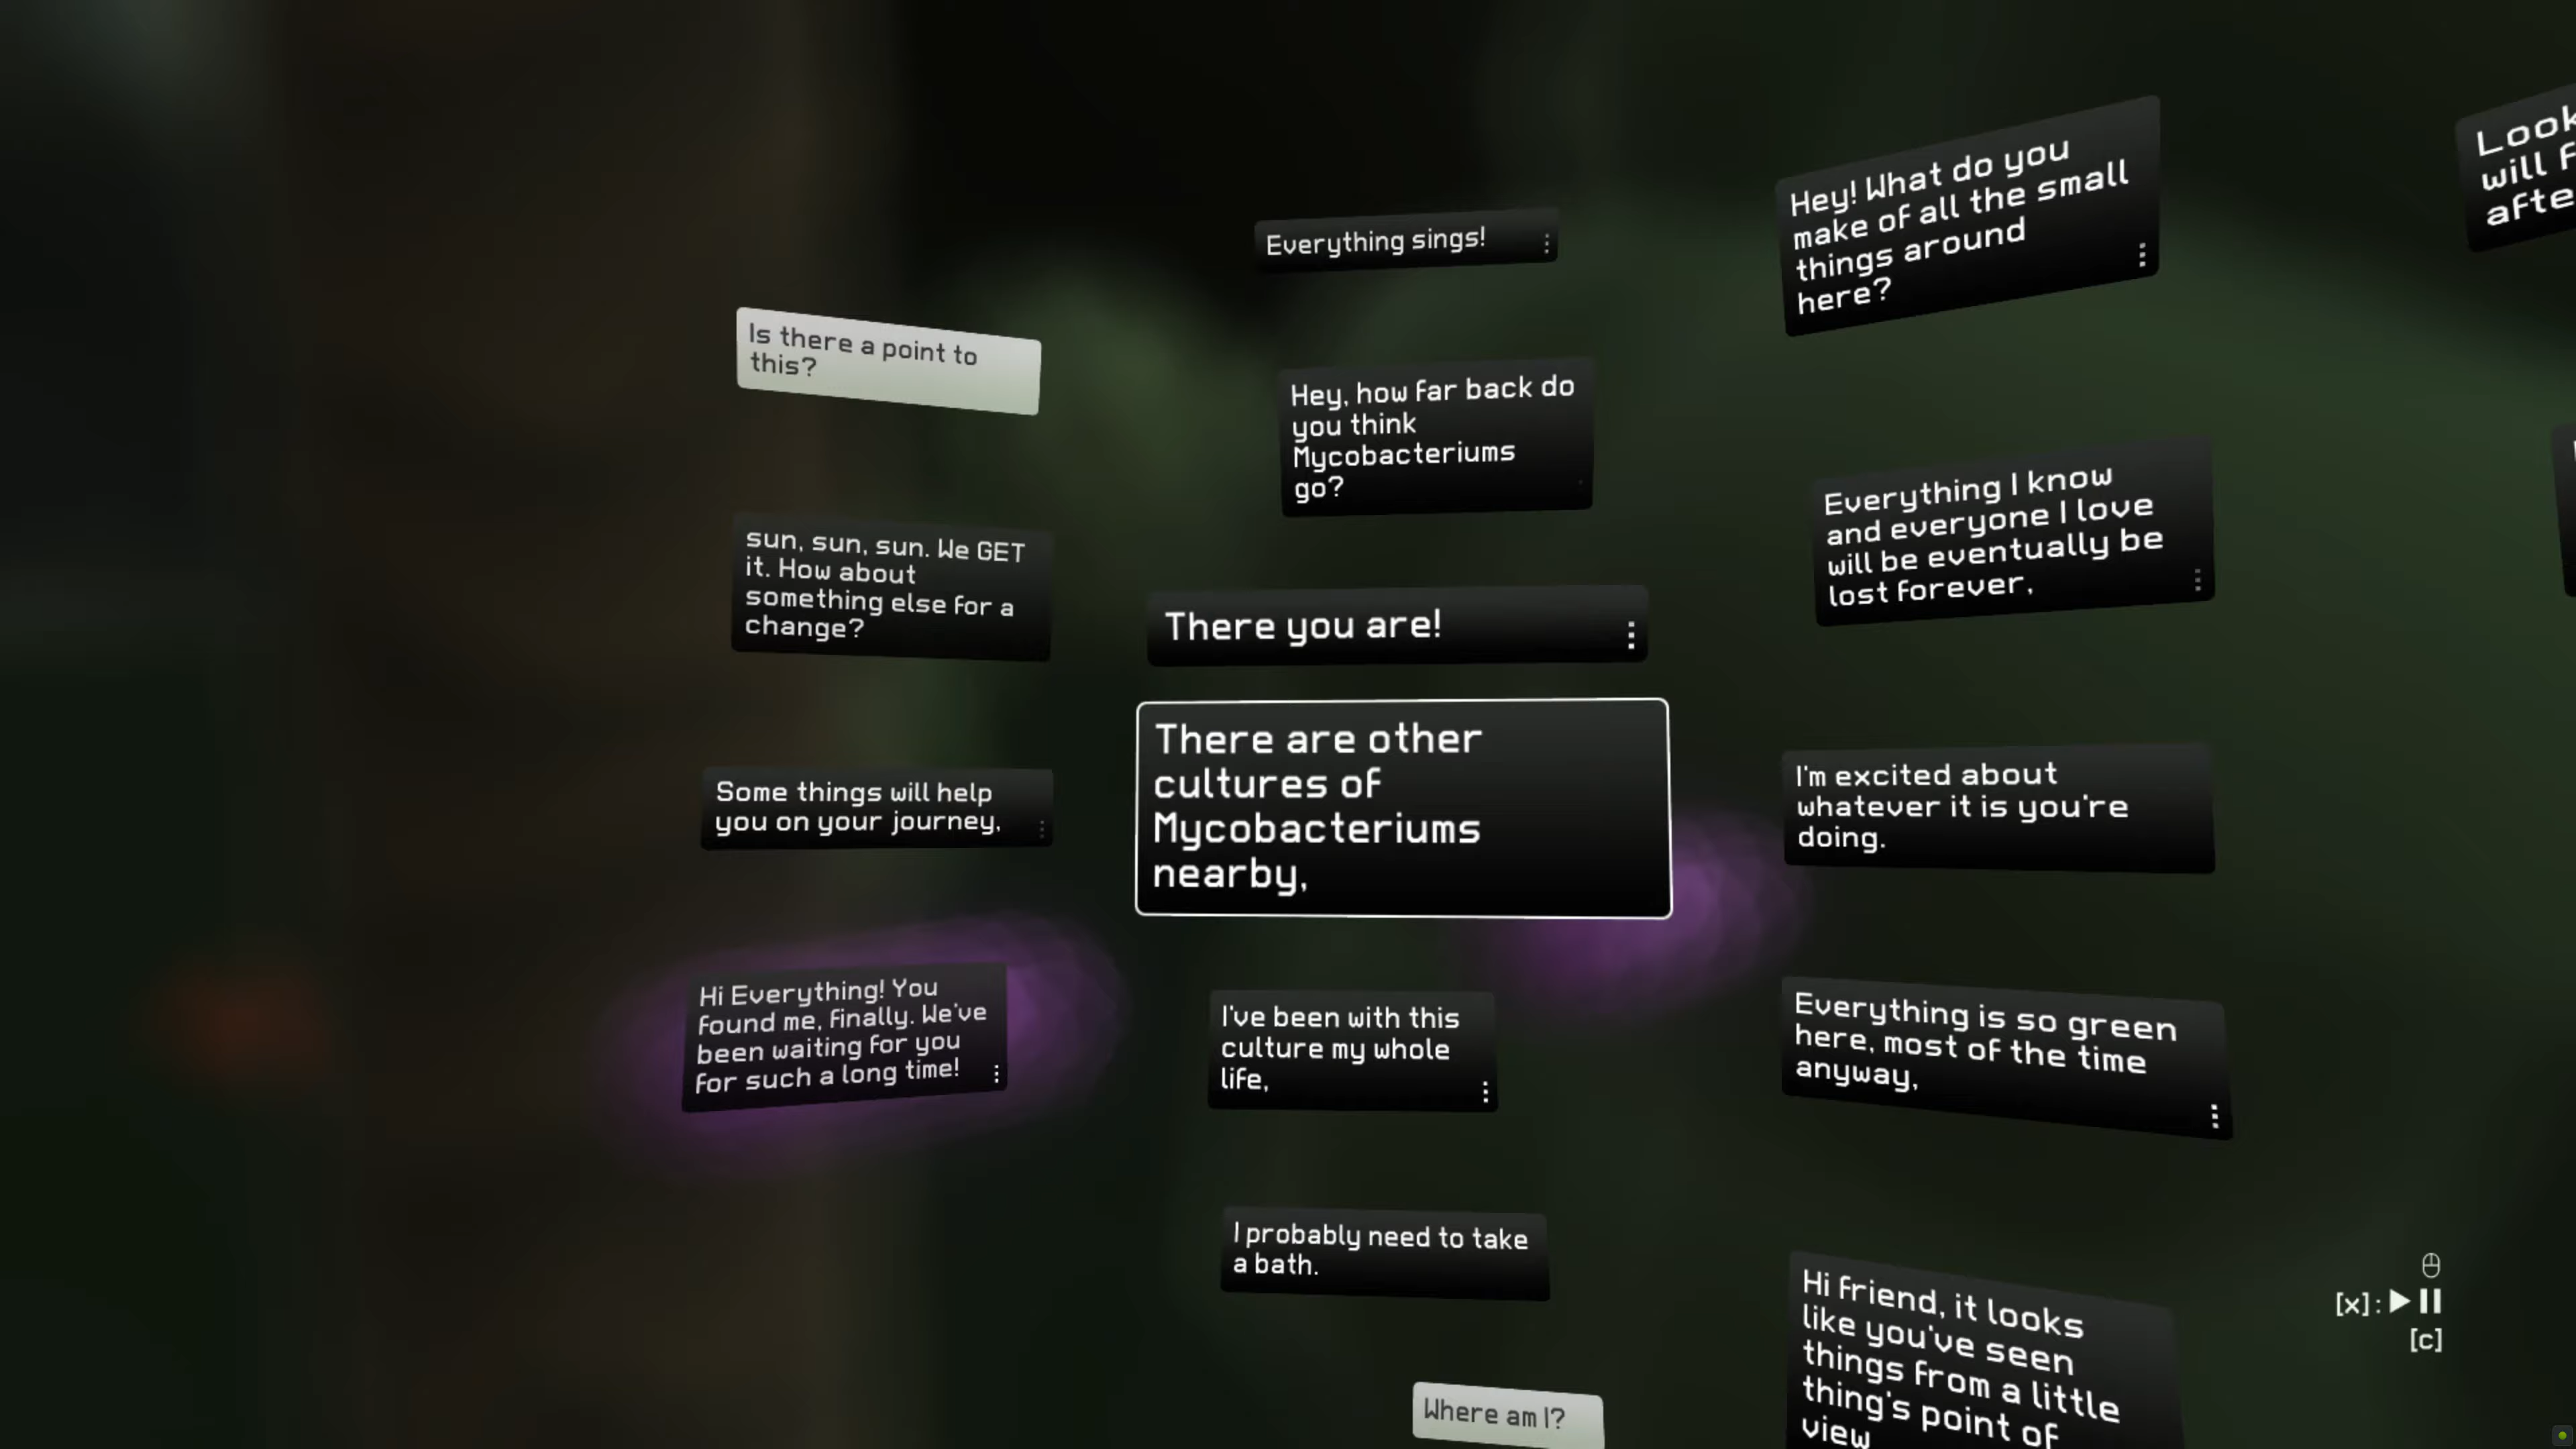 Is there a point to
this?
sun, sun, sun. We GET
it. How about
something else for a
change?
Some things will help
you on your journey,
Hi Everything! You
found me, finally. We've
been waiting for you
for such a long time!
Everything sings!
Hey, how far back do
you think
Mycobacteriums
go?
There you are!
There are other
cultures of
Mycobacteriums
nearby,
I've been with this
culture my whole
life,
I probably need to take
a bath.
Where am I?
Hey! What do you
make of all the small
things around
here?
Everything I know
and everyone I love
will be eventually be
lost forever,
I'm excited about
whatever it is you're
doing.
Everything is so green
here, most of the time
anyway,
Hi friend, it looks
like you've seen
things from a little
thing's point of
view
Look
will
afte
[x]:
[c]